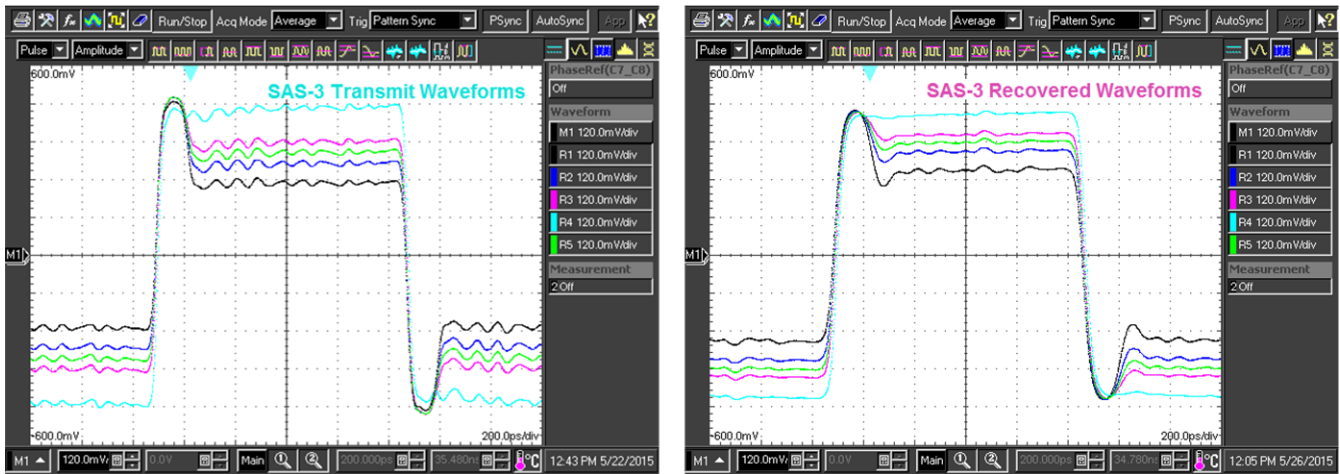 Run/Stop Acq Mode Average Trig Pattern Sync PSync AutoSync App
Pulse Amplitude
600.0mV
SAS-3 Transmit Waveforms
PhaseRef(C7_C8)
Off
Waveform
M1 120.0mV/div
R1 120.0mV/div
R2 120.0mV/div
R3 120.0mV/div
R4 120.0mV/div
R5 120.0mV/div
M1
Measurement
2 Off
-600.0mV
200.0ps/div
M1 120.0mV/ 0.0V Main 1 2 200.000ps 35.480ns °C 12:43 PM 5/22/2015
Run/Stop Acq Mode Average Trig Pattern Sync PSync AutoSync App
Pulse Amplitude
600.0mV
SAS-3 Recovered Waveforms
PhaseRef(C7_C8)
Off
Waveform
M1 120.0mV/div
R1 120.0mV/div
R2 120.0mV/div
R3 120.0mV/div
R4 120.0mV/div
R5 120.0mV/div
M1
Measurement
2 Off
-600.0mV
200.0ps/div
M1 120.0mV/ 0.0V Main 1 2 200.000ps 34.780ns °C 12:05 PM 5/26/2015